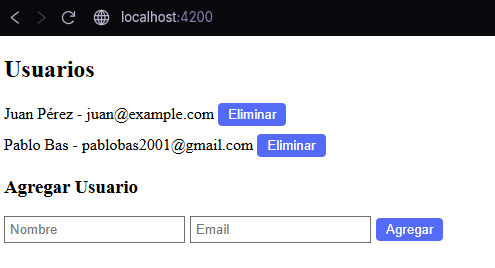 localhost:4200
Usuarios
Juan Pérez - juan@example.com Eliminar
Pablo Bas - pablobas2001@gmail.com Eliminar
Agregar Usuario
Nombre Email Agregar